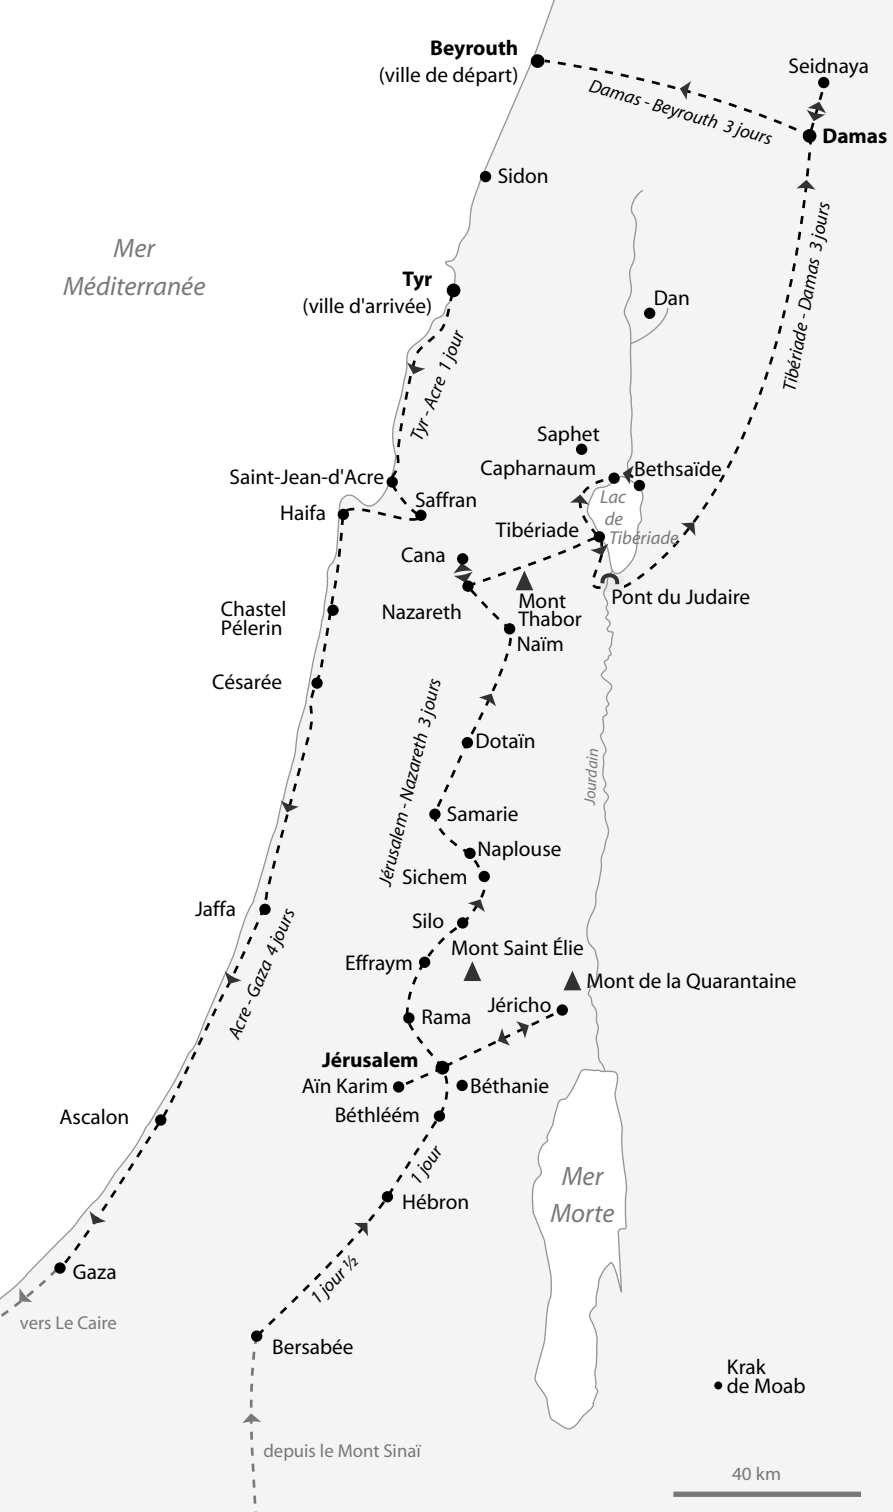 Beyrouth
(ville de départ)
Seidnaya
Damas - Beyrouth 3 jours
Damas
Sidon
Mer
Méditerranée
Tibériade - Damas 3 jours
Tyr
(ville d'arrivée)
Dan
Tyr - Acre 1 jour
Saphet
Capharnaum
Bethsaïde
Saint-Jean-d'Acre
Saffran
Haifa
Lac
de
Tibériade
Tibériade
Cana
Nazareth
Mont
Thabor
Pont du Judaire
Chastel
Pélerin
Naïm
Césarée
Jérusalem - Nazareth 3 jours
Dotaïn
Jourdain
Samarie
Naplouse
Sichem
Jaffa
Silo
Acre - Gaza 4 jours
Mont Saint Élie
Effraym
Mont de la Quarantaine
Jéricho
Rama
Jérusalem
Aïn Karim
Béthanie
Béthléém
Ascalon
1 jour
Mer
Morte
Hébron
Gaza
1 jour ½
vers Le Caire
Bersabée
Krak
de Moab
depuis le Mont Sinaï
40 km